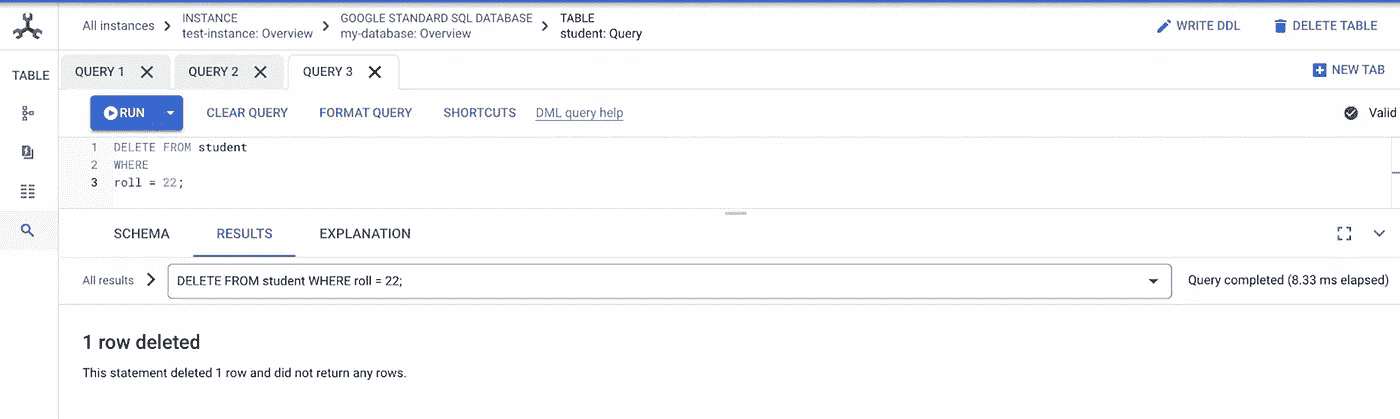 All instances
INSTANCE
test-instance: Overview
GOOGLE STANDARD SQL DATABASE
my-database: Overview
TABLE
student: Query
WRITE DDL
DELETE TABLE
TABLE
QUERY 1
QUERY 2
QUERY 3
NEW TAB
RUN
CLEAR QUERY
FORMAT QUERY
SHORTCUTS
DML query help
Valid
1 DELETE FROM student
2 WHERE
3 roll = 22;
SCHEMA
RESULTS
EXPLANATION
All results
DELETE FROM student WHERE roll = 22;
Query completed (8.33 ms elapsed)
1 row deleted
This statement deleted 1 row and did not return any rows.